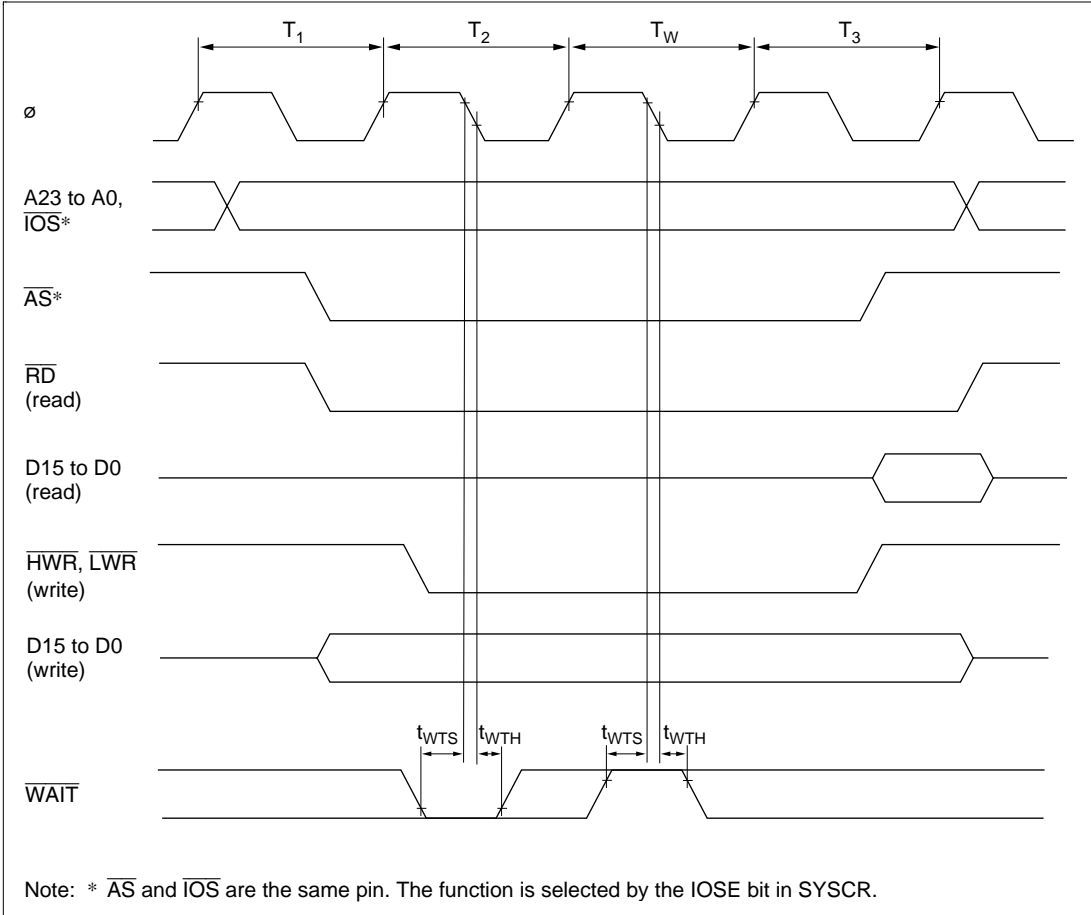 T1 T2 TW T3
ø
A23 to A0,
IOS*
AS*
RD
(read)
D15 to D0
(read)
HWR, LWR
(write)
D15 to D0
(write)
tWTS tWTH tWTS tWTH
WAIT
Note: * AS and IOS are the same pin. The function is selected by the IOSE bit in SYSCR.